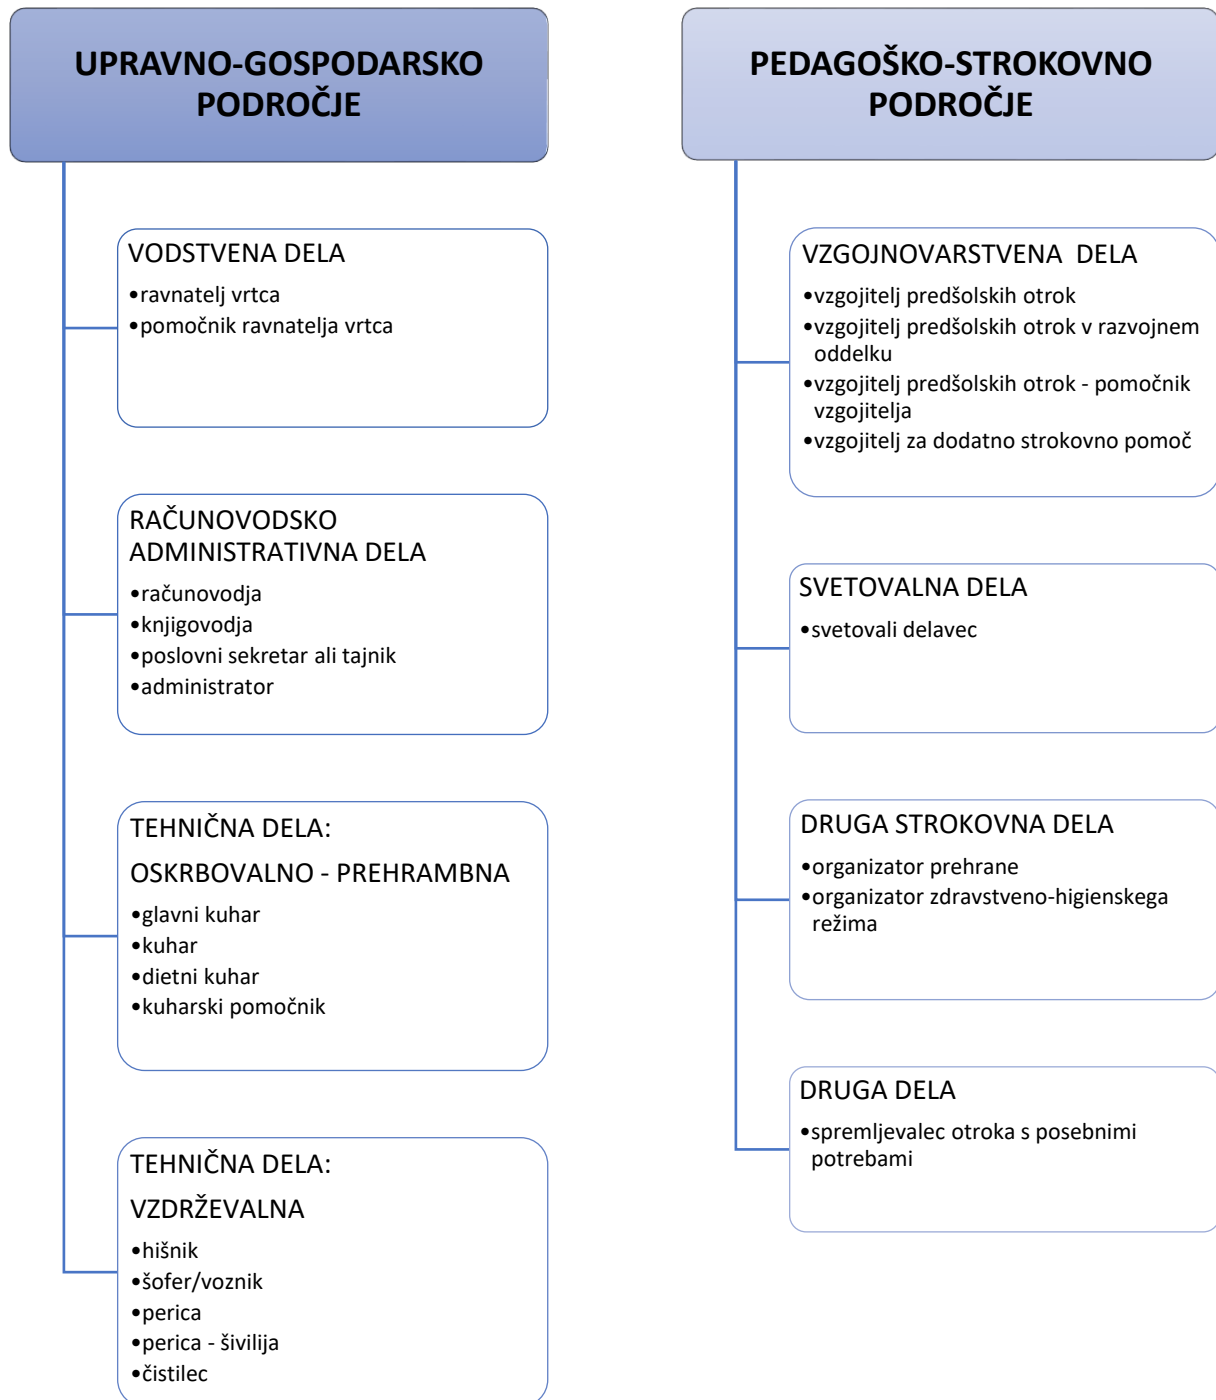 UPRAVNO-GOSPODARSKO
PODROČJE
VODSTVENA DELA
•ravnatelj vrtca
•pomočnik ravnatelja vrtca
RAČUNOVODSKO
ADMINISTRATIVNA DELA
•računovodja
•knjigovodja
•poslovni sekretar ali tajnik
•administrator
TEHNIČNA DELA:
OSKRBOVALNO - PREHRAMBNA
•glavni kuhar
•kuhar
•dietni kuhar
•kuharski pomočnik
TEHNIČNA DELA:
VZDRŽEVALNA
•hišnik
•šofer/voznik
•perica
•perica - šivilija
•čistilec
PEDAGOŠKO-STROKOVNO
PODROČJE
VZGOJNOVARSTVENA  DELA
•vzgojitelj predšolskih otrok
•vzgojitelj predšolskih otrok v razvojnem
oddelku
•vzgojitelj predšolskih otrok - pomočnik
vzgojitelja
•vzgojitelj za dodatno strokovno pomoč
SVETOVALNA DELA
•svetovali delavec
DRUGA STROKOVNA DELA
•organizator prehrane
•organizator zdravstveno-higienskega
režima
DRUGA DELA
•spremljevalec otroka s posebnimi
potrebami